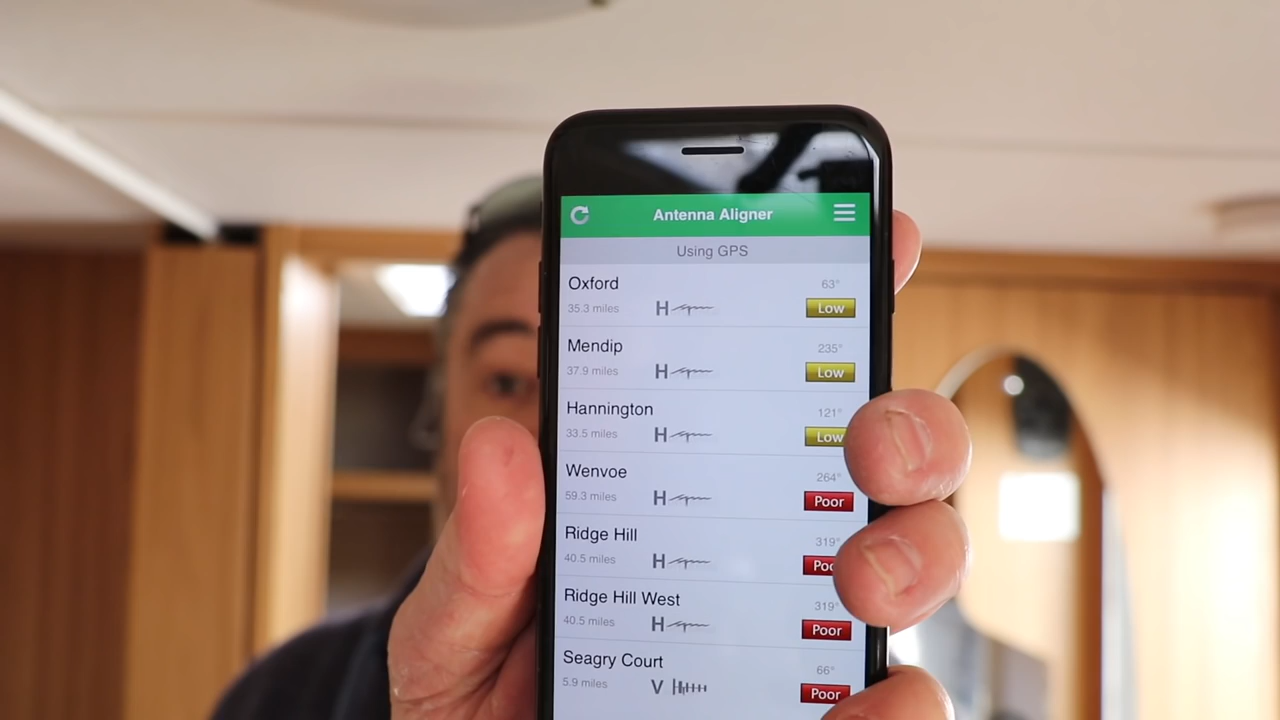 Antenna Aligner
Using GPS
Oxford 63°
35.3 miles H Low
Mendip 235°
37.9 miles H Low
Hannington 121°
33.5 miles H Low
Wenvoe 264°
59.3 miles H Poor
Ridge Hill 319°
40.5 miles H Poo
Ridge Hill West 319°
40.5 miles H Poor
Seagry Court 66°
5.9 miles V Poor